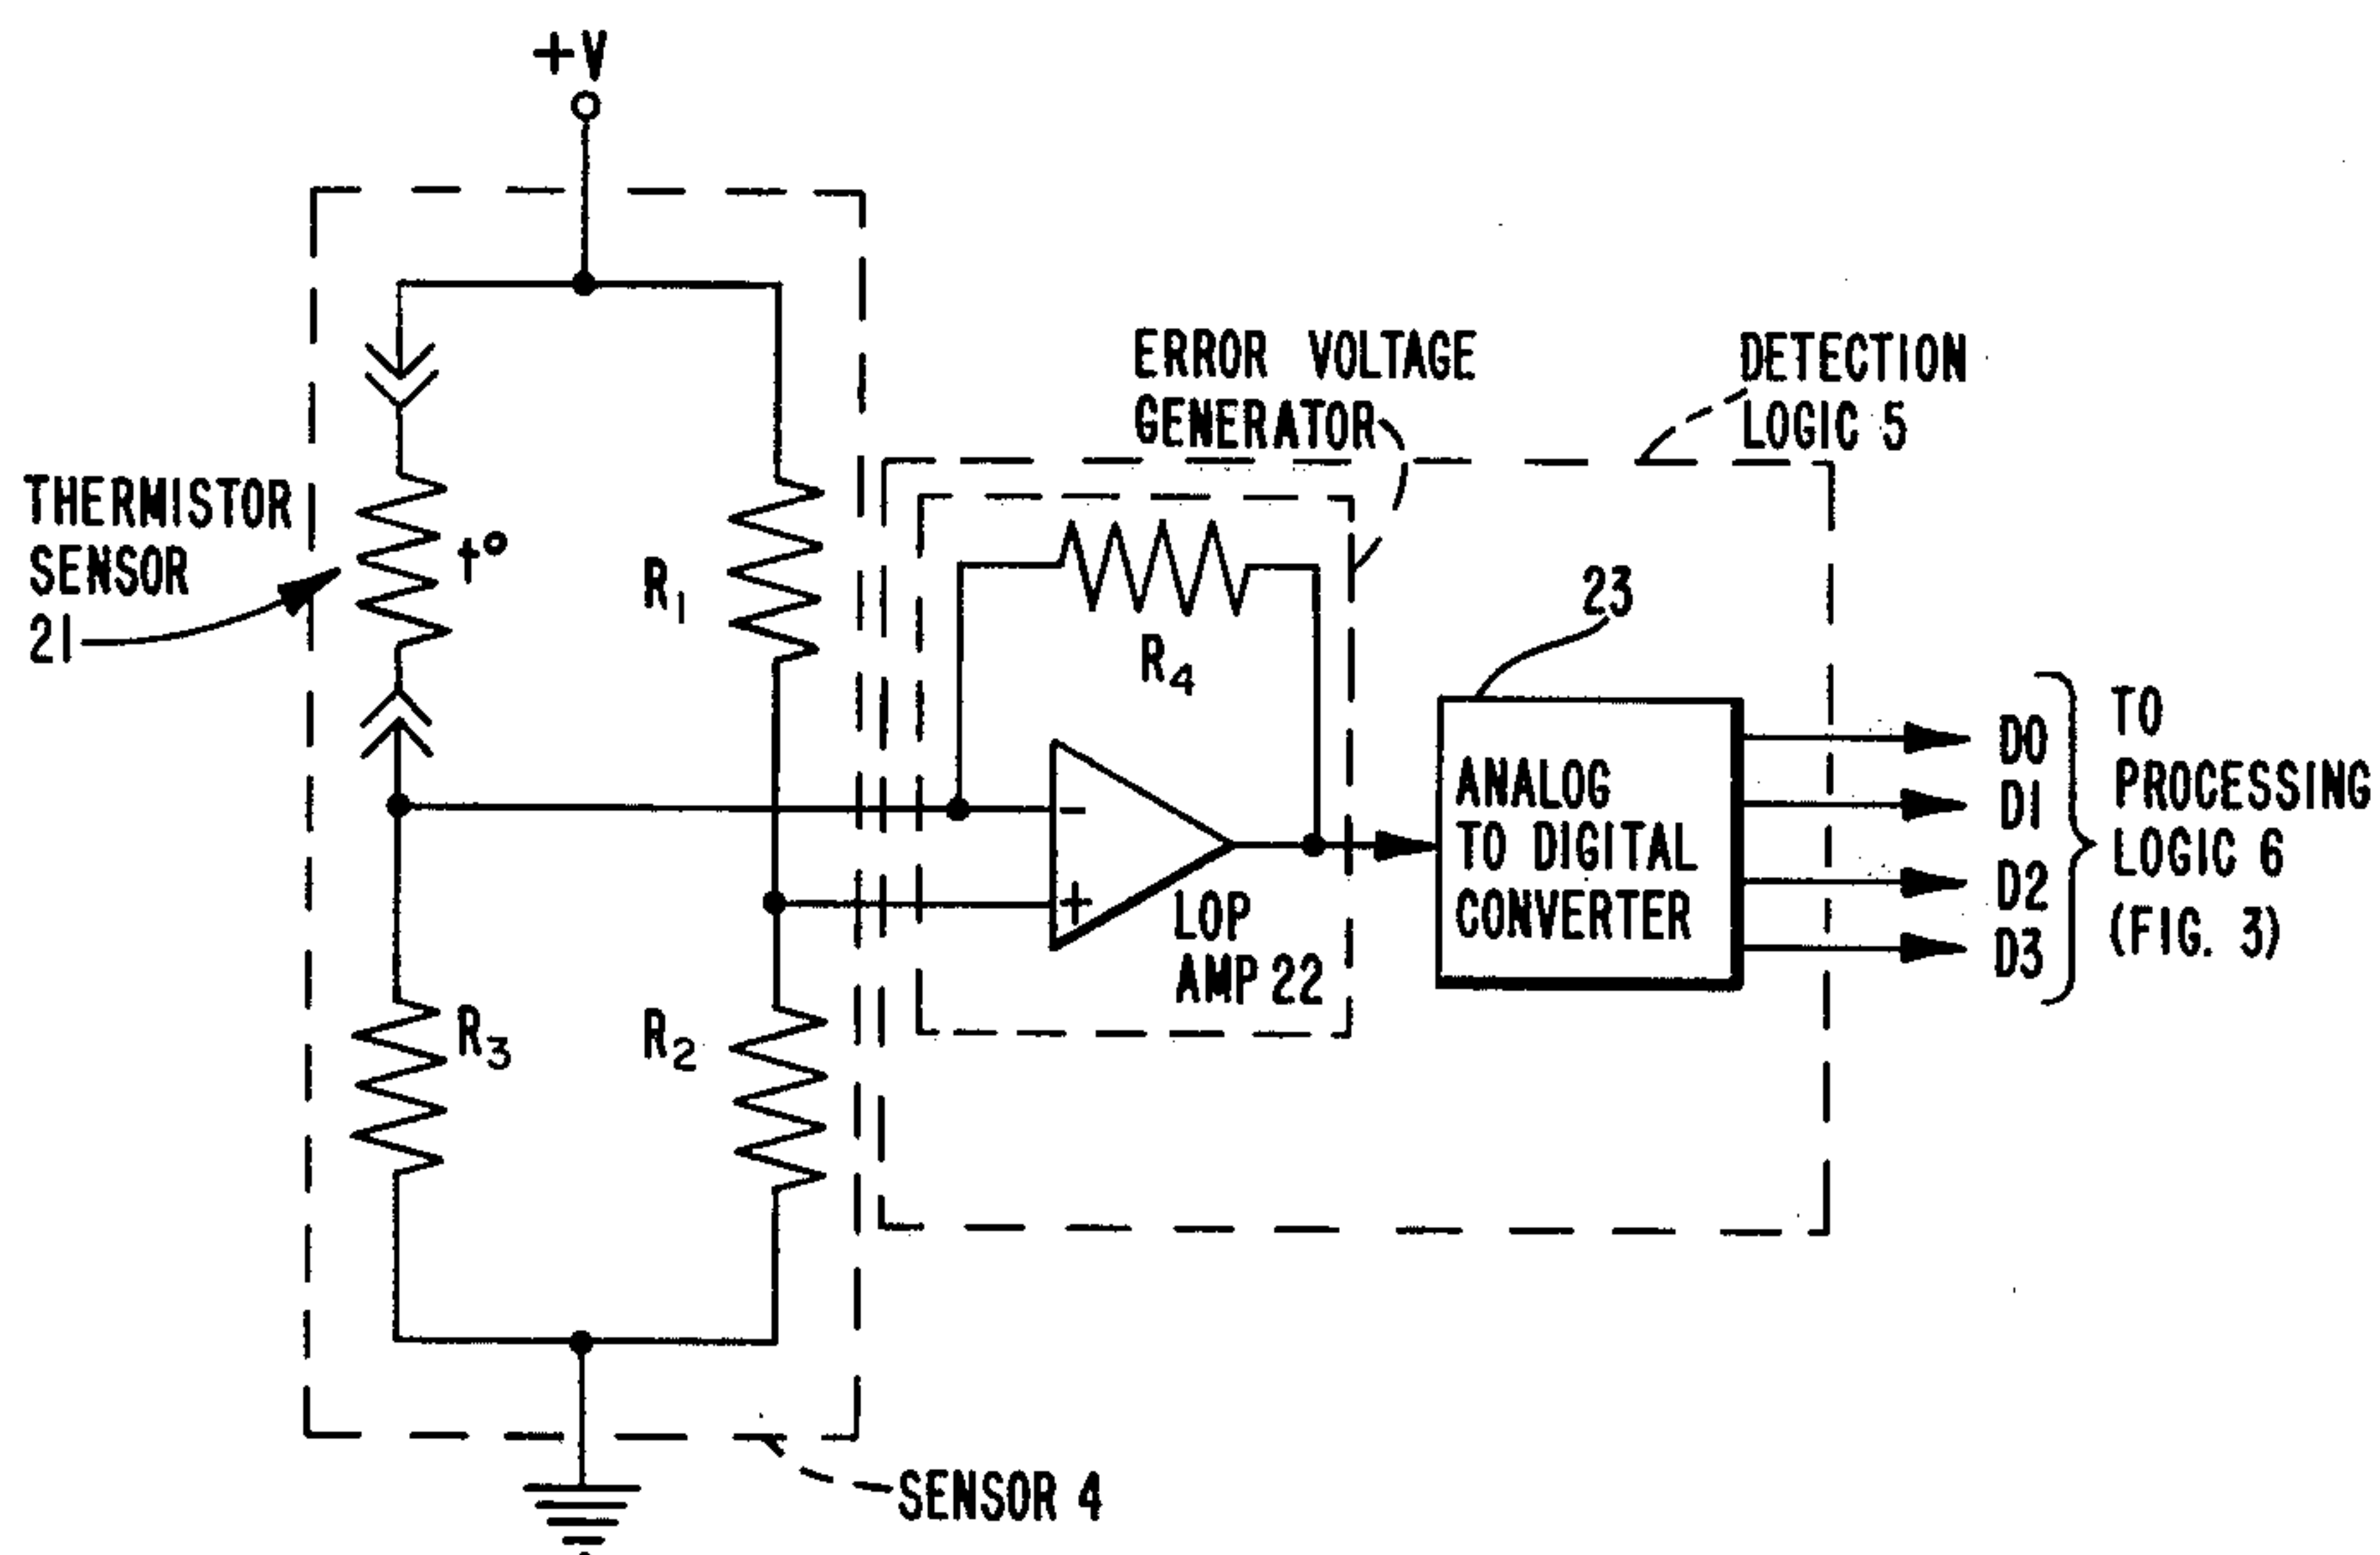 +V
THERMISTOR
SENSOR
21
t°
R1
R3
R2
ERROR VOLTAGE
GENERATOR
DETECTION
LOGIC 5
R4
-
+
LOP
AMP 22
23
ANALOG
TO DIGITAL
CONVERTER
D0
D1
D2
D3
TO
PROCESSING
LOGIC 6
(FIG. 3)
SENSOR 4